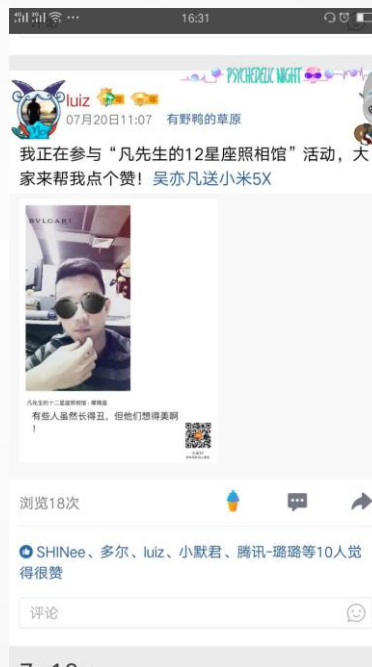 16:31
PSYCHEDELIC NIGHT
luiz
07月20日11:07 有野鸭的草原
我正在参与“凡先生的12星座照相馆”活动，大
家来帮我点个赞！吴亦凡送小米5X
BVLGARI
凡先生的十二星座照相馆·摩羯座
有些人虽然长得丑，但他们想得美啊
！
浏览18次
SHINee、多尔、luiz、小默君、腾讯-璐璐等10人觉
得很赞
评论